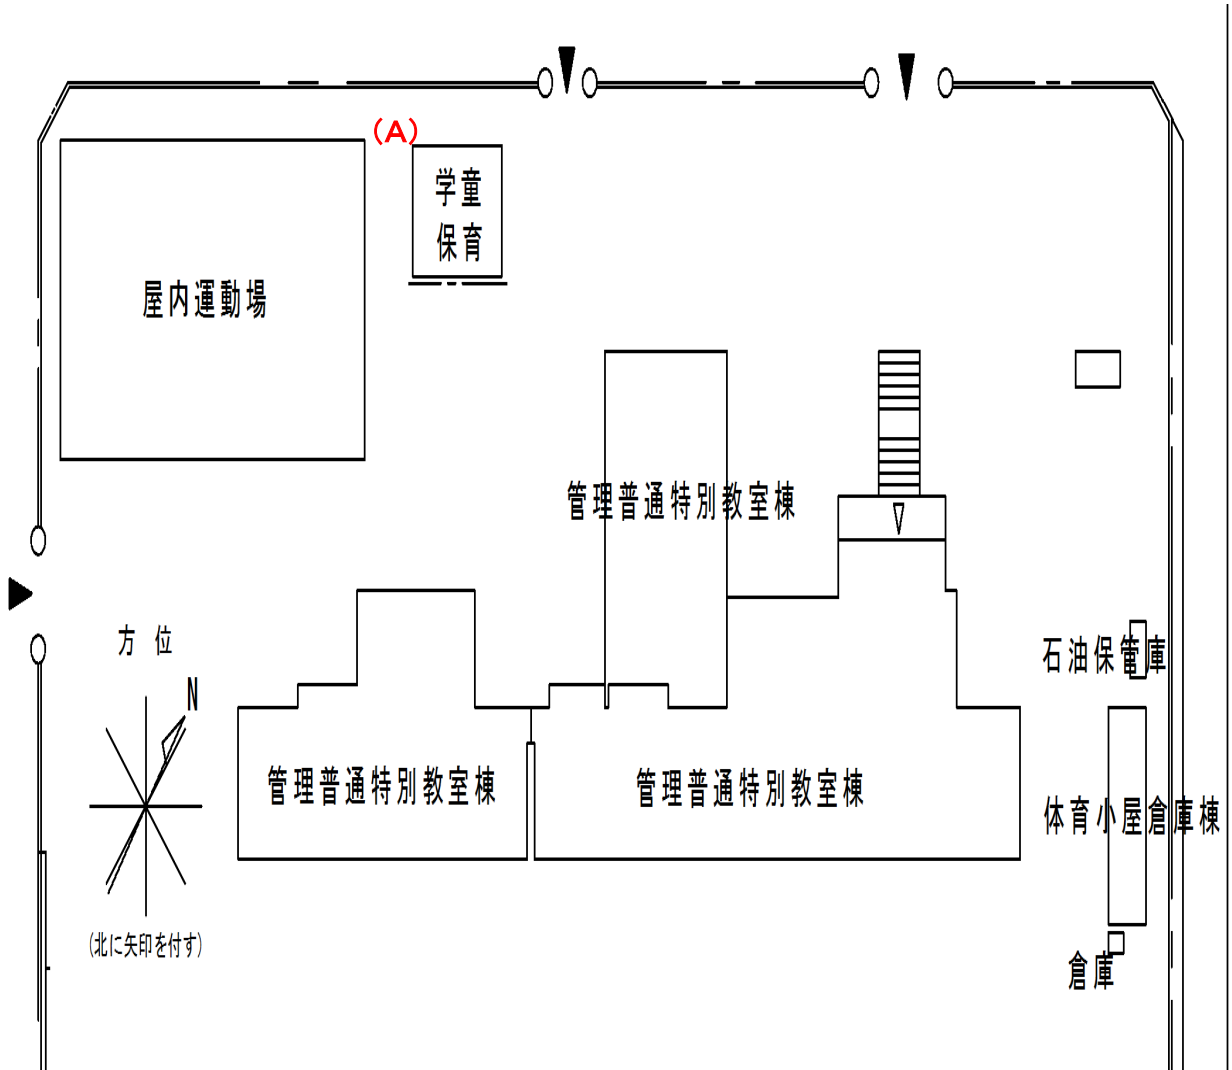 (A)
学童
保育
屋内運動場
管理普通特別教室棟
方 位
N
石油保管庫
管理普通特別教室棟
管理普通特別教室棟
体育小屋倉庫棟
(北に矢印を付す)
倉庫